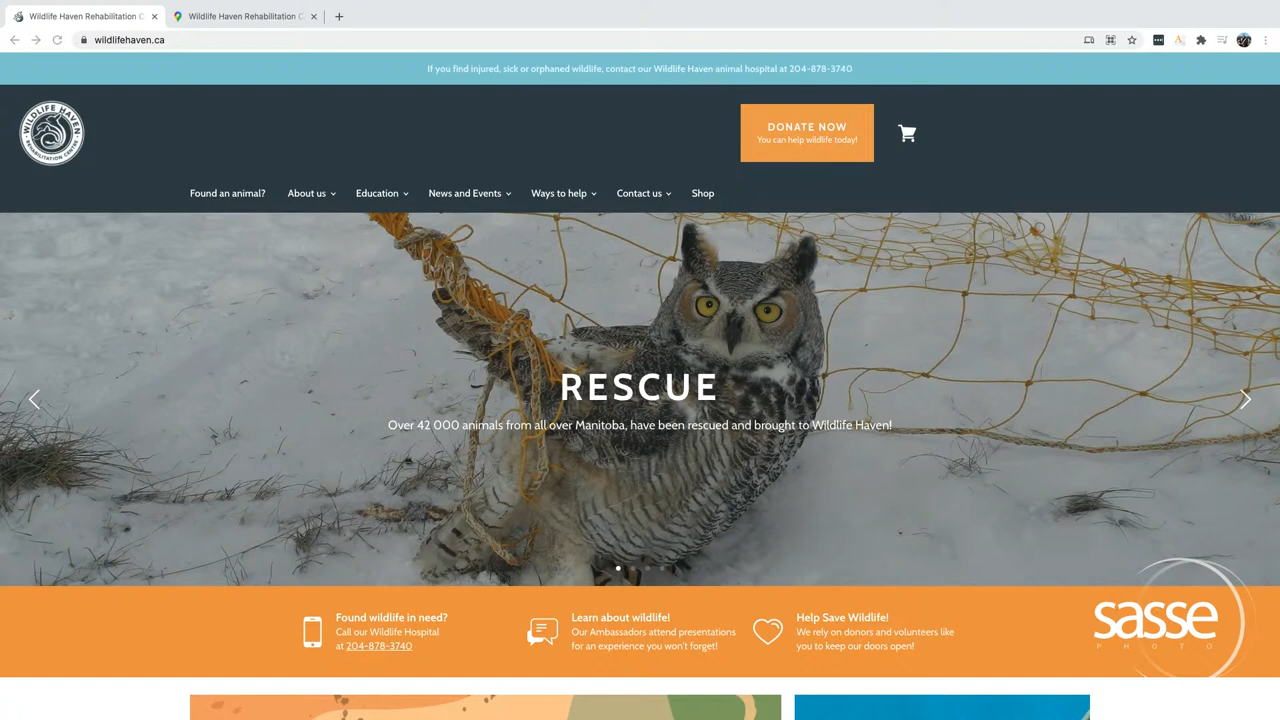 Wildlife Haven Rehabilitation C
Wildlife Haven Rehabilitation C
wildlifehaven.ca
If you find injured, sick or orphaned wildlife, contact our Wildlife Haven animal hospital at 204-878-3740
WILDLIFE HAVEN
REHABILITATION CENTRE
DONATE NOW
You can help wildlife today!
Found an animal? About us Education News and Events Ways to help Contact us Shop
RESCUE
Over 42 000 animals from all over Manitoba, have been rescued and brought to Wildlife Haven!
Found wildlife in need?
Call our Wildlife Hospital
at 204-878-3740
Learn about wildlife!
Our Ambassadors attend presentations
for an experience you won't forget!
Help Save Wildlife!
We rely on donors and volunteers like
you to keep our doors open!
sasse
PHOTO